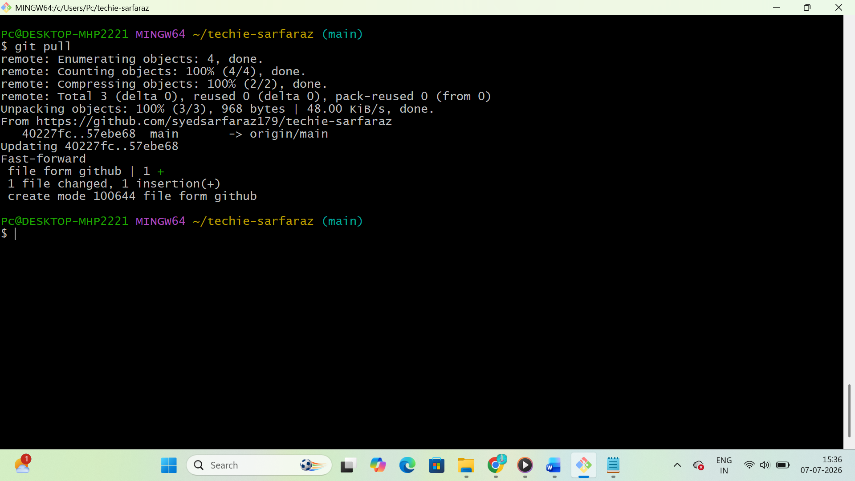 MINGW64:/c/Users/Pc/techie-sarfaraz
Pc@DESKTOP-MHP2221 MINGW64 ~/techie-sarfaraz (main)
$ git pull
remote: Enumerating objects: 4, done.
remote: Counting objects: 100% (4/4), done.
remote: Compressing objects: 100% (2/2), done.
remote: Total 3 (delta 0), reused 0 (delta 0), pack-reused 0 (from 0)
Unpacking objects: 100% (3/3), 968 bytes | 48.00 KiB/s, done.
From https://github.com/syedsarfaraz179/techie-sarfaraz
   40227fc..57ebe68  main       -> origin/main
Updating 40227fc..57ebe68
Fast-forward
 file form github | 1 +
 1 file changed, 1 insertion(+)
 create mode 100644 file form github
Pc@DESKTOP-MHP2221 MINGW64 ~/techie-sarfaraz (main)
$
1
Search
W
ENG
IN
15:36
07-07-2026